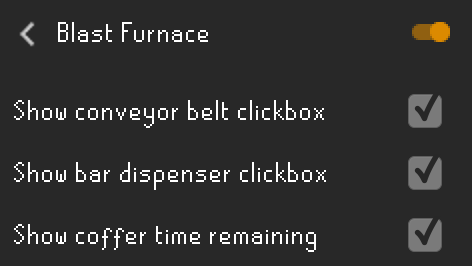 Blast Furnace
Show conveyor belt clickbox
Show bar dispenser clickbox
Show coffer time remaining